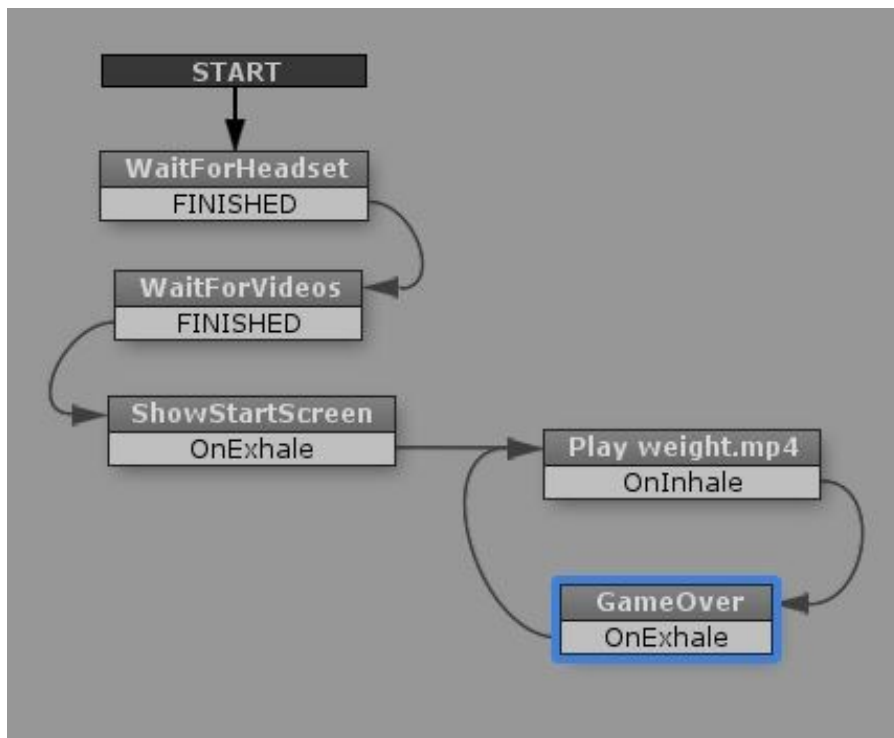 START
WaitForHeadset
FINISHED
WaitForVideos
FINISHED
ShowStartScreen
OnExhale
Play weight.mp4
OnInhale
GameOver
OnExhale